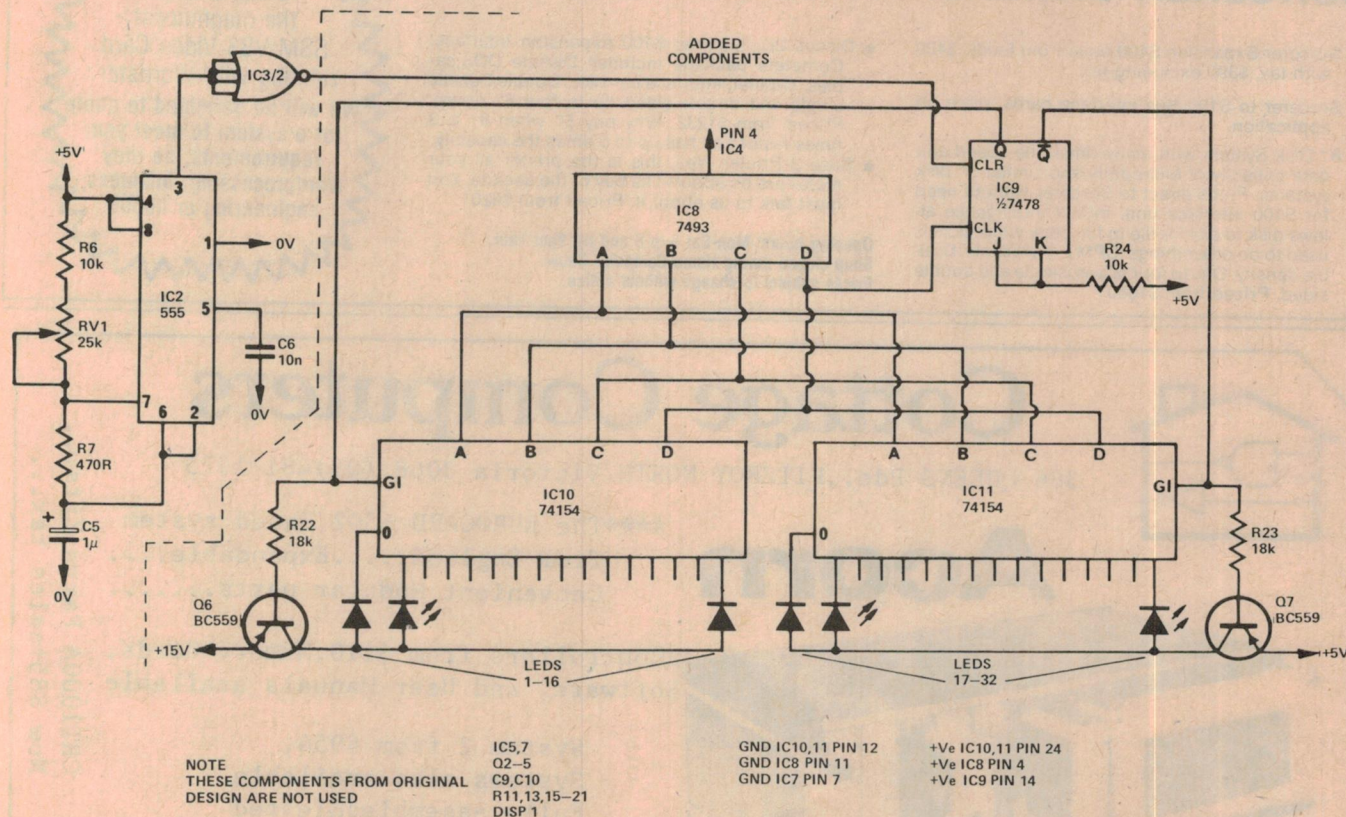 ADDED
COMPONENTS
IC3/2
PIN 4
IC4
+5V
3
4
8
1
0V
R6
10k
IC2
555
5
RV1
25k
C6
10n
0V
7
6
2
R7
470R
+
C5
1µ
0V
IC8
7493
A B C D
Q Q
CLR
IC9
½7478
CLK
J K
R24
10k
+5V
A B C D
GI
IC10
74154
0
A B C D
GI
IC11
74154
0
R22
18k
R23
18k
Q6
BC559
+15V
Q7
BC559
+5V
LEDS
1–16
LEDS
17–32
NOTE
THESE COMPONENTS FROM ORIGINAL
DESIGN ARE NOT USED
IC5,7
Q2–5
C9,C10
R11,13,15–21
DISP 1
GND IC10,11 PIN 12
GND IC8 PIN 11
GND IC7 PIN 7
+Ve IC10,11 PIN 24
+Ve IC8 PIN 4
+Ve IC9 PIN 14